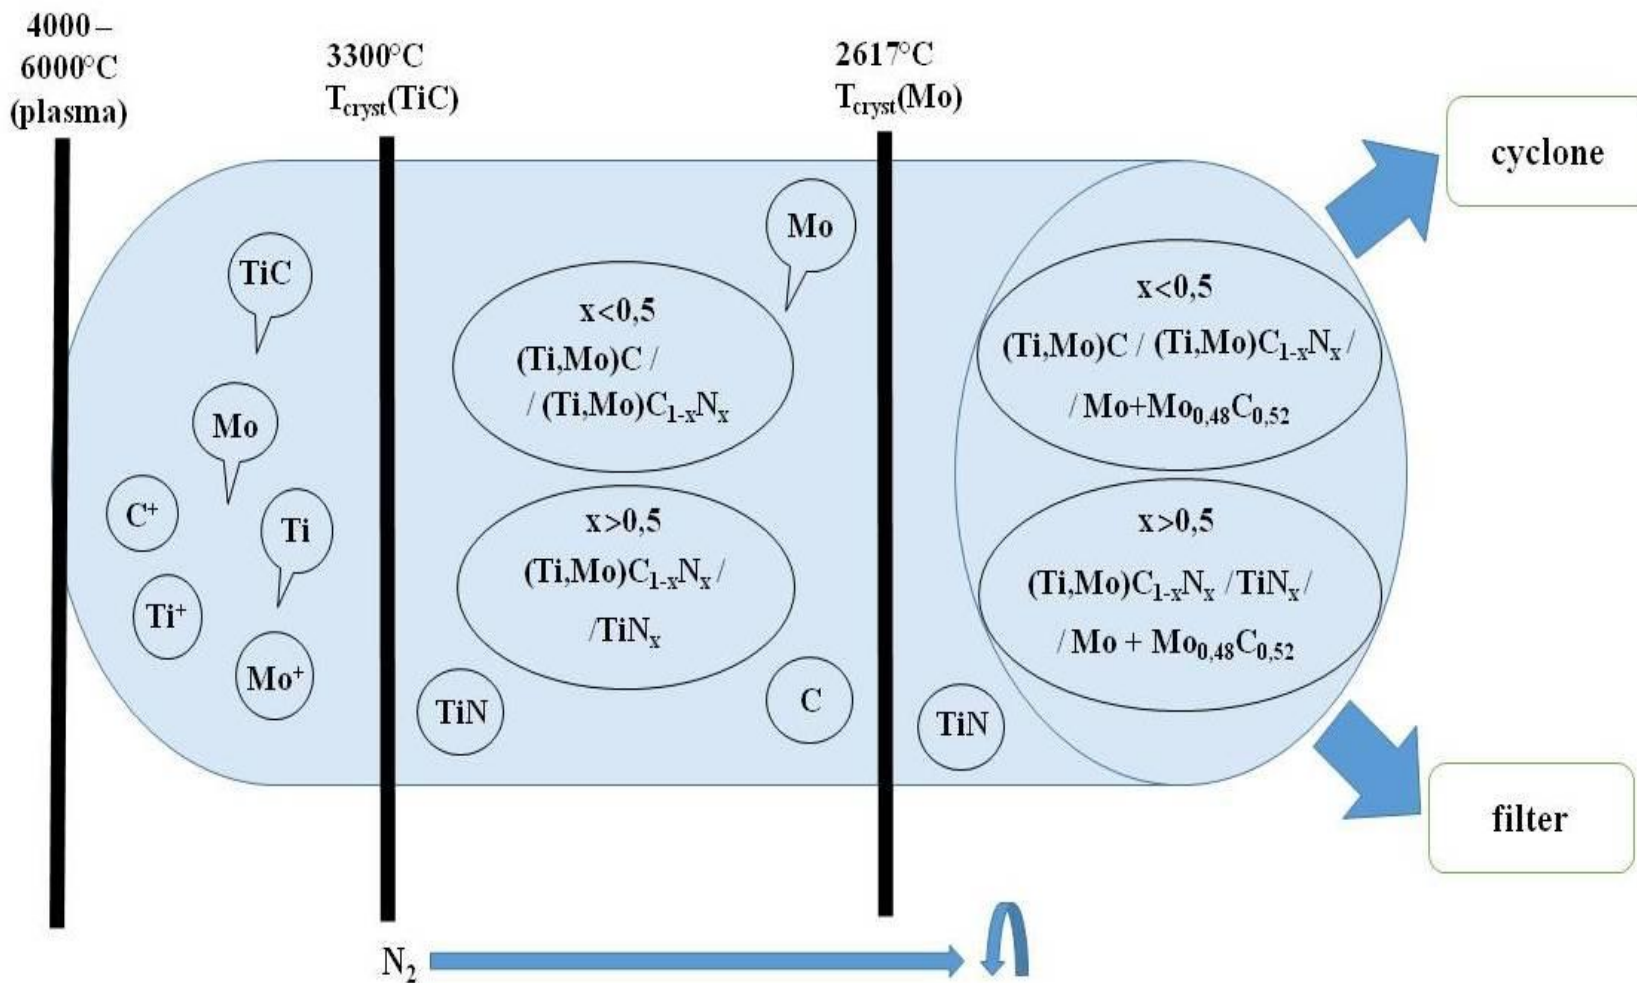 4000 –
6000°C
(plasma)
3300°C
T_cryst(TiC)
2617°C
T_cryst(Mo)
cyclone
TiC
Mo
C⁺
Ti
Ti⁺
Mo⁺
Mo
x<0,5
(Ti,Mo)C /
/ (Ti,Mo)C₁₋ₓNₓ
x>0,5
(Ti,Mo)C₁₋ₓNₓ /
/TiNₓ
TiN
C
x<0,5
(Ti,Mo)C / (Ti,Mo)C₁₋ₓNₓ /
/ Mo+Mo₀,₄₈C₀,₅₂
x>0,5
(Ti,Mo)C₁₋ₓNₓ /TiNₓ/
/ Mo + Mo₀,₄₈C₀,₅₂
TiN
filter
N₂